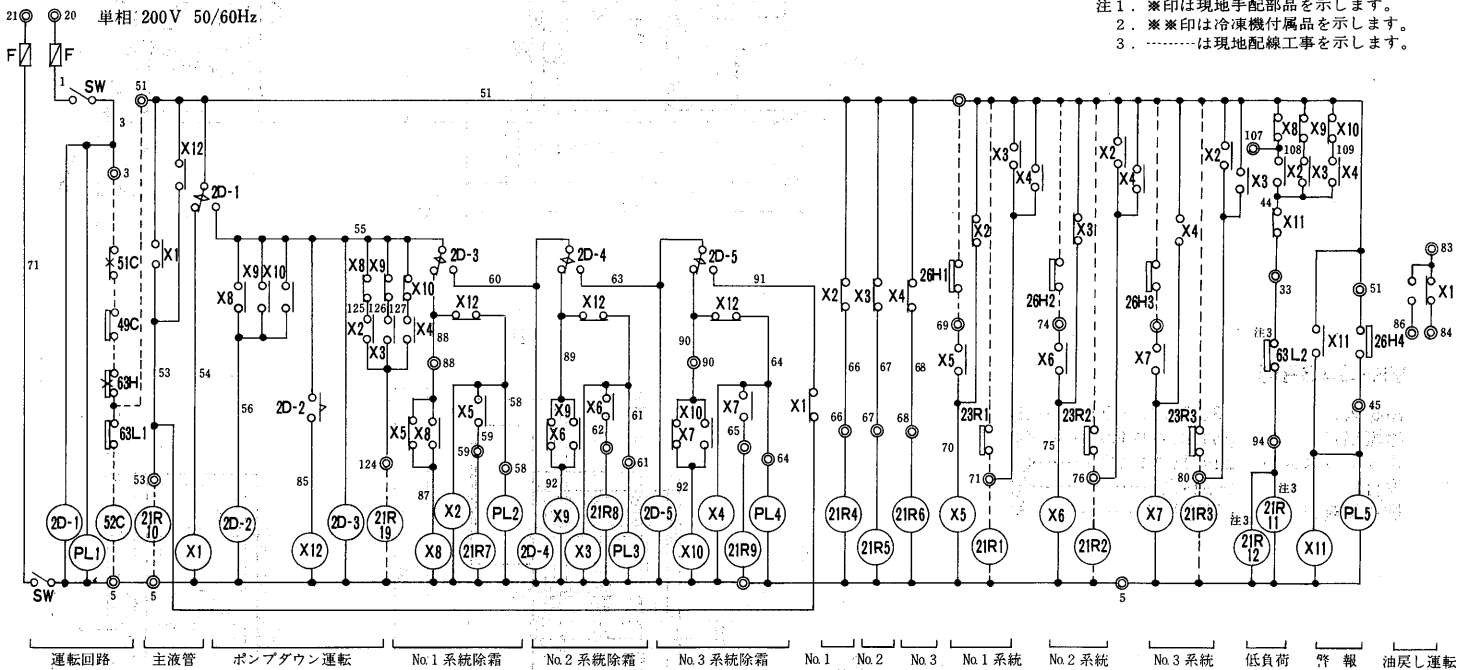 21 20 単相 200V 50/60Hz
注1. ※印は現地手配部品を示します。
2. ※※印は冷凍機付属品を示します。
3. --------は現地配線工事を示します。
F F
1 SW 51 51
3
X12 2D-1
X8 X9 X10
107 108 109
X2 X3 X4
44
X3 X4 X2 X4 X2 X3
3
55
71 51C X1
X9 X10 X8
X8 X9 X10
2D-3 60 2D-4 63 2D-5 91
X2 X3 X4
26H1 X2 26H2 X3 26H3 X4
X11
83
125 126 127
X12 X12 X12
33 51
X1
49C X2 X3 X4
88 88 89 90 90 64
69 74
86 84
注3
63L2 X11 26H4
63H 53 54 56 2D-2
66 67 68
X5 X6 X7
63L1
X5 X8 X5 58 59
X9 X6 X6 61 62
X10 X7 X7 65
X1
66 67 68
23R1 23R2 23R3
45
70 75
94
53 85 124 87 59 58 92 61 92 64
71 76 80
注3
2D-1 52C 21R10 2D-2 2D-3 21R19 X2 PL2 X9 21R8 2D-5 X4 PL4 21R4 21R6 X5 X6 X7 21R3 21R11 PL5
注3
PL1 X1 X12 X8 21R7 2D-4 X3 PL3 X10 21R9 21R5 21R1 21R2 21R12 X11
SW 5 5 5
運転回路 主液管 ポンプダウン運転 No.1系統除霜 No.2系統除霜 No.3系統除霜 No.1 No.2 No.3 No.1系統 No.2系統 No.3系統 低負荷 警報 油戻し運転